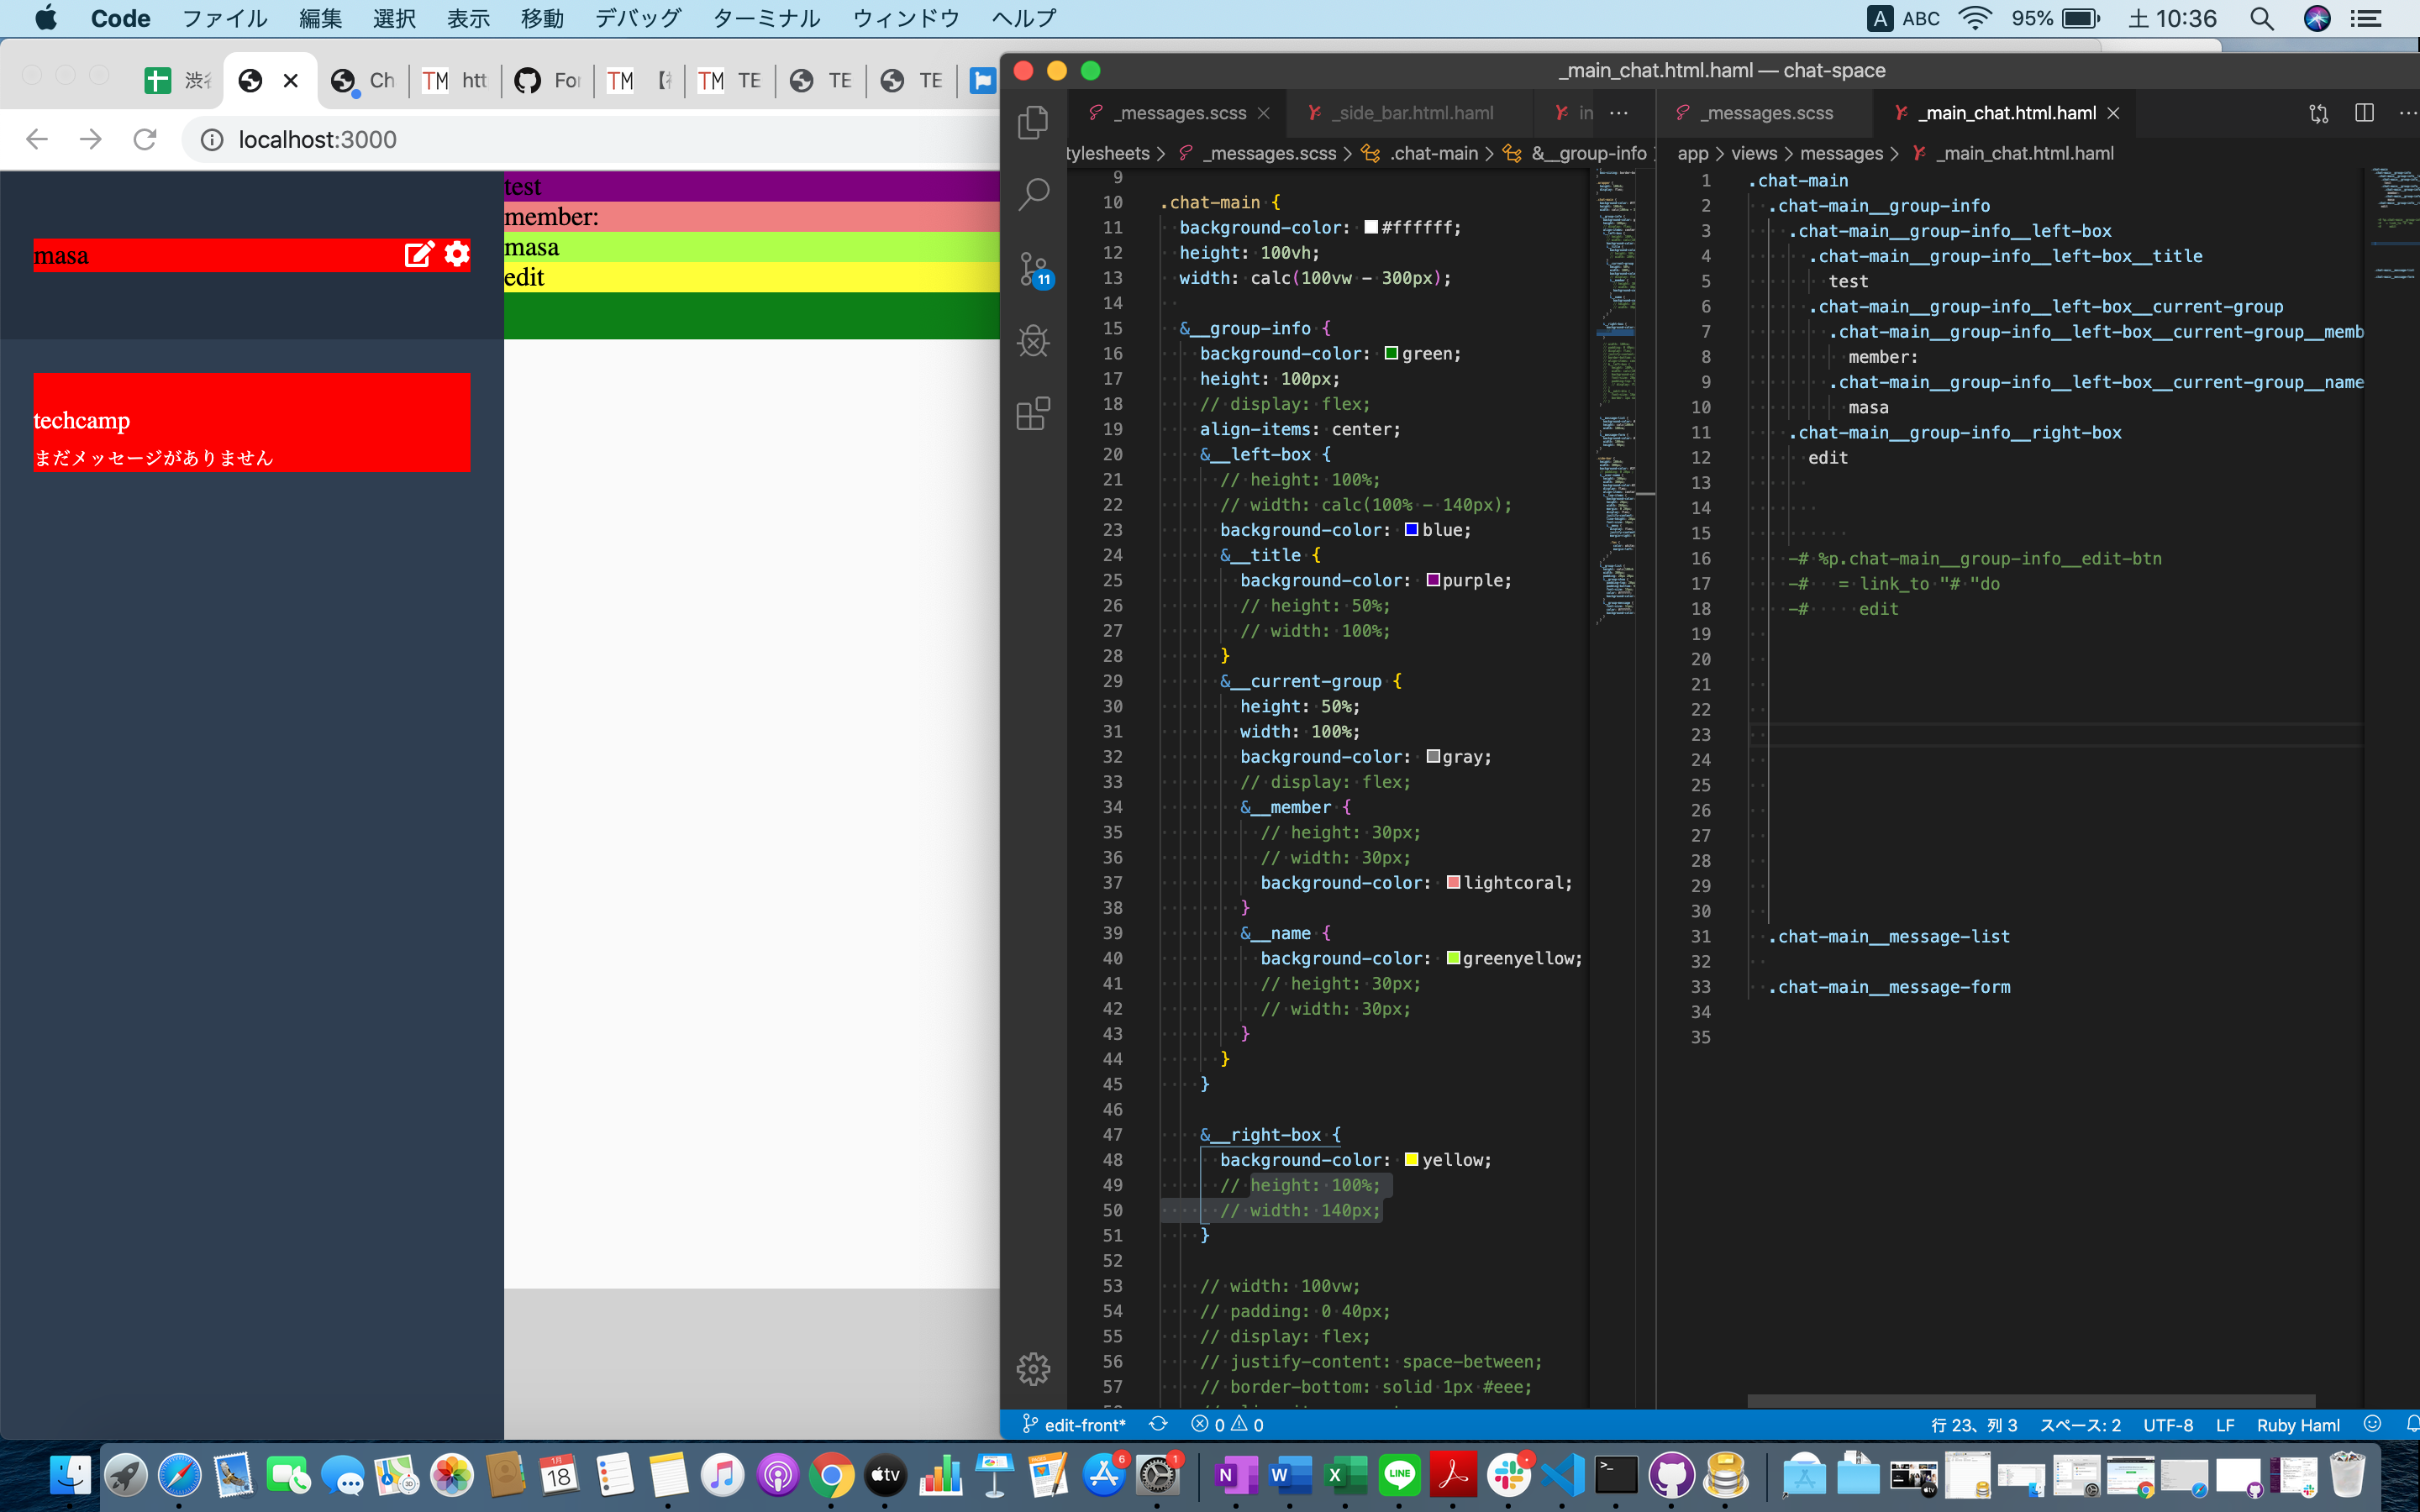 Code ファイル 編集 選択 表示 移動 デバッグ ターミナル ウィンドウ ヘルプ A ABC 95% 土 10:36
渋 Ch TM htt For TM TM TE TE TE
localhost:3000
test
member:
masa
edit
masa
techcamp
まだメッセージがありません
_main_chat.html.haml — chat-space
_messages.scss _side_bar.html.haml in ...
tylesheets > _messages.scss > .chat-main > &__group-info
9
10 .chat-main {
11 background-color: #ffffff;
12 height: 100vh;
13 width: calc(100vw - 300px);
14
15 &__group-info {
16 background-color: green;
17 height: 100px;
18 // display: flex;
19 align-items: center;
20 &__left-box {
21 // height: 100%;
22 // width: calc(100% - 140px);
23 background-color: blue;
24 &__title {
25 background-color: purple;
26 // height: 50%;
27 // width: 100%;
28 }
29 &__current-group {
30 height: 50%;
31 width: 100%;
32 background-color: gray;
33 // display: flex;
34 &__member {
35 // height: 30px;
36 // width: 30px;
37 background-color: lightcoral;
38 }
39 &__name {
40 background-color: greenyellow;
41 // height: 30px;
42 // width: 30px;
43 }
44 }
45 }
46
47 &__right-box {
48 background-color: yellow;
49 // height: 100%;
50 // width: 140px;
51 }
52
53 // width: 100vw;
54 // padding: 0 40px;
55 // display: flex;
56 // justify-content: space-between;
57 // border-bottom: solid 1px #eee;
_messages.scss _main_chat.html.haml
app > views > messages > _main_chat.html.haml
1 .chat-main
2 .chat-main__group-info
3 .chat-main__group-info__left-box
4 .chat-main__group-info__left-box__title
5 test
6 .chat-main__group-info__left-box__current-group
7 .chat-main__group-info__left-box__current-group__memb
8 member:
9 .chat-main__group-info__left-box__current-group__name
10 masa
11 .chat-main__group-info__right-box
12 edit
13
14
15
16 -# %p.chat-main__group-info__edit-btn
17 -# = link_to "# "do
18 -# edit
19
20
21
22
23
24
25
26
27
28
29
30
31 .chat-main__message-list
32
33 .chat-main__message-form
34
35
11
edit-front* 0 0 行 23、列 3 スペース: 2 UTF-8 LF Ruby Haml
1月 18 tv 6 1 N W X LINE